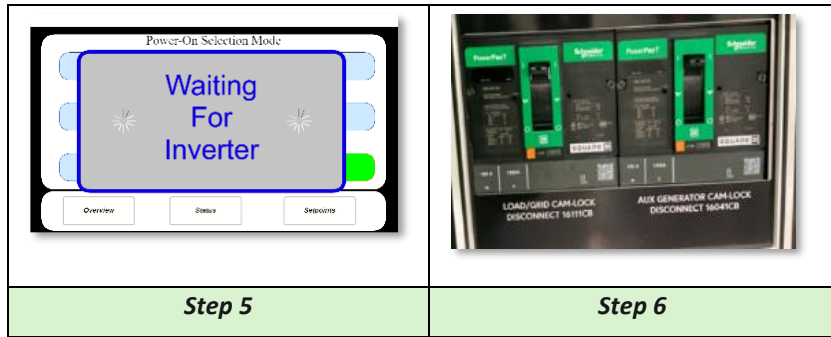 Power-On Selection Mode
Waiting
For
Inverter
Overview
Status
Setpoints
PowerPacT
Schneider
PowerPacT
Schneider
SQUARE D
SQUARE D
LOAD/GRID CAM-LOCK
DISCONNECT 16111CB
AUX GENERATOR CAM-LOCK
DISCONNECT 16041CB
Step 5
Step 6